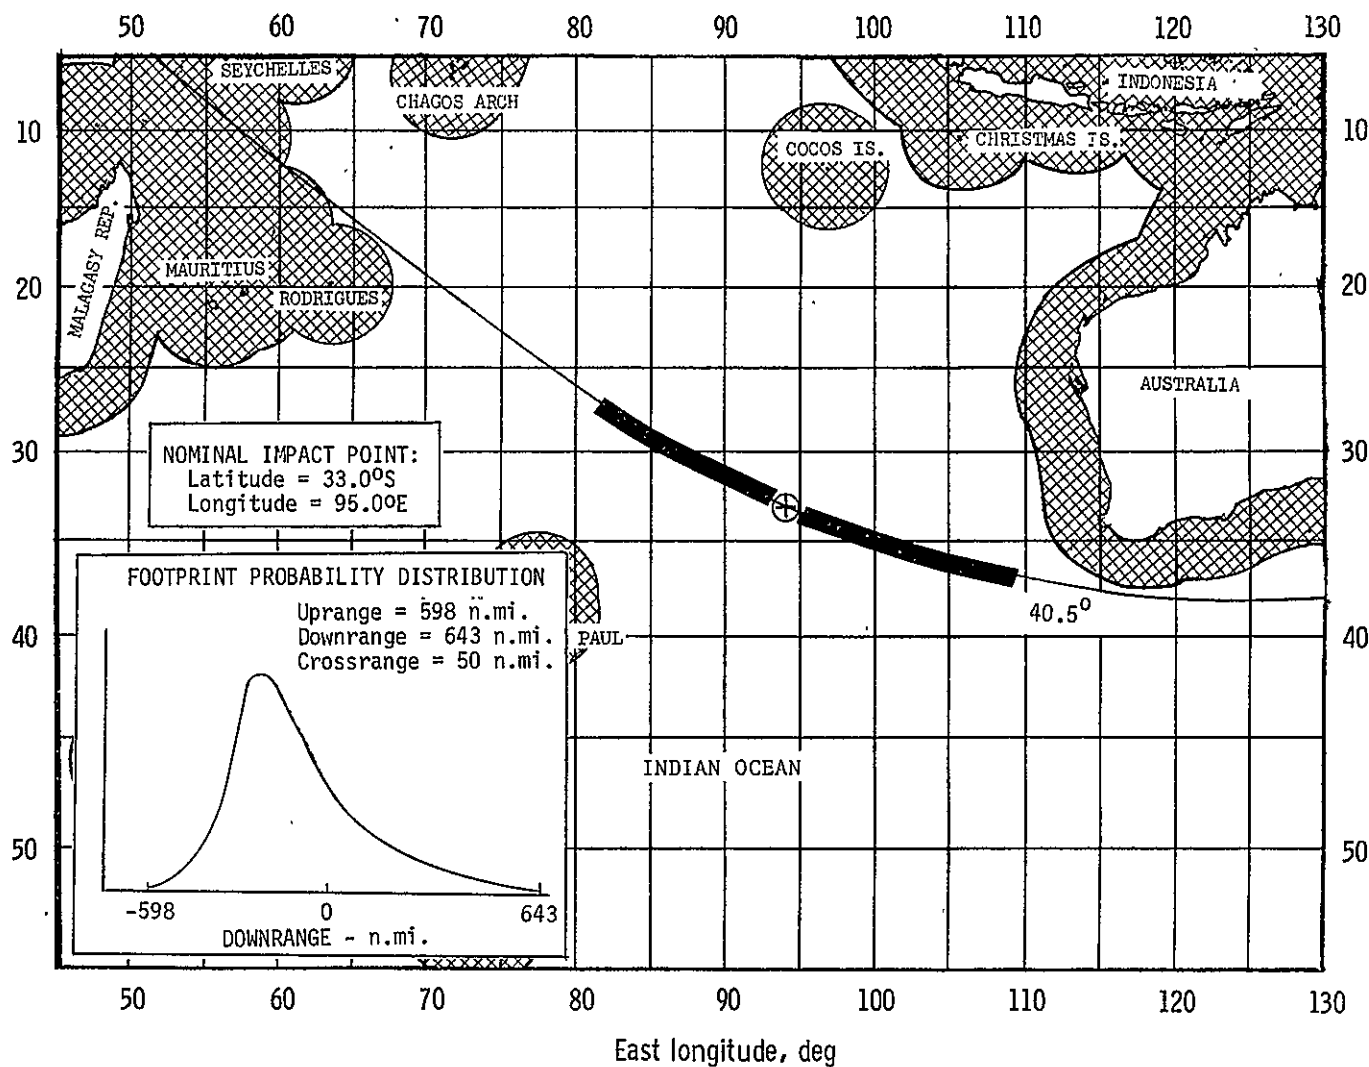 50 60 70 80 90 100 110 120 130
SEYCHELLES
CHAGOS ARCH
INDONESIA
10
COCOS IS.
CHRISTMAS IS.
10
MALAGASY REP.
MAURITIUS
RODRIGUES
20
20
AUSTRALIA
30
NOMINAL IMPACT POINT:
Latitude = 33.0ºS
Longitude = 95.0ºE
30
FOOTPRINT PROBABILITY DISTRIBUTION
Uprange = 598 n.mi.
Downrange = 643 n.mi.
Crossrange = 50 n.mi.
40.5º
40
PAUL
40
INDIAN OCEAN
50
50
-598 0 643
DOWNRANGE - n.mi.
50 60 70 80 90 100 110 120 130
East longitude, deg